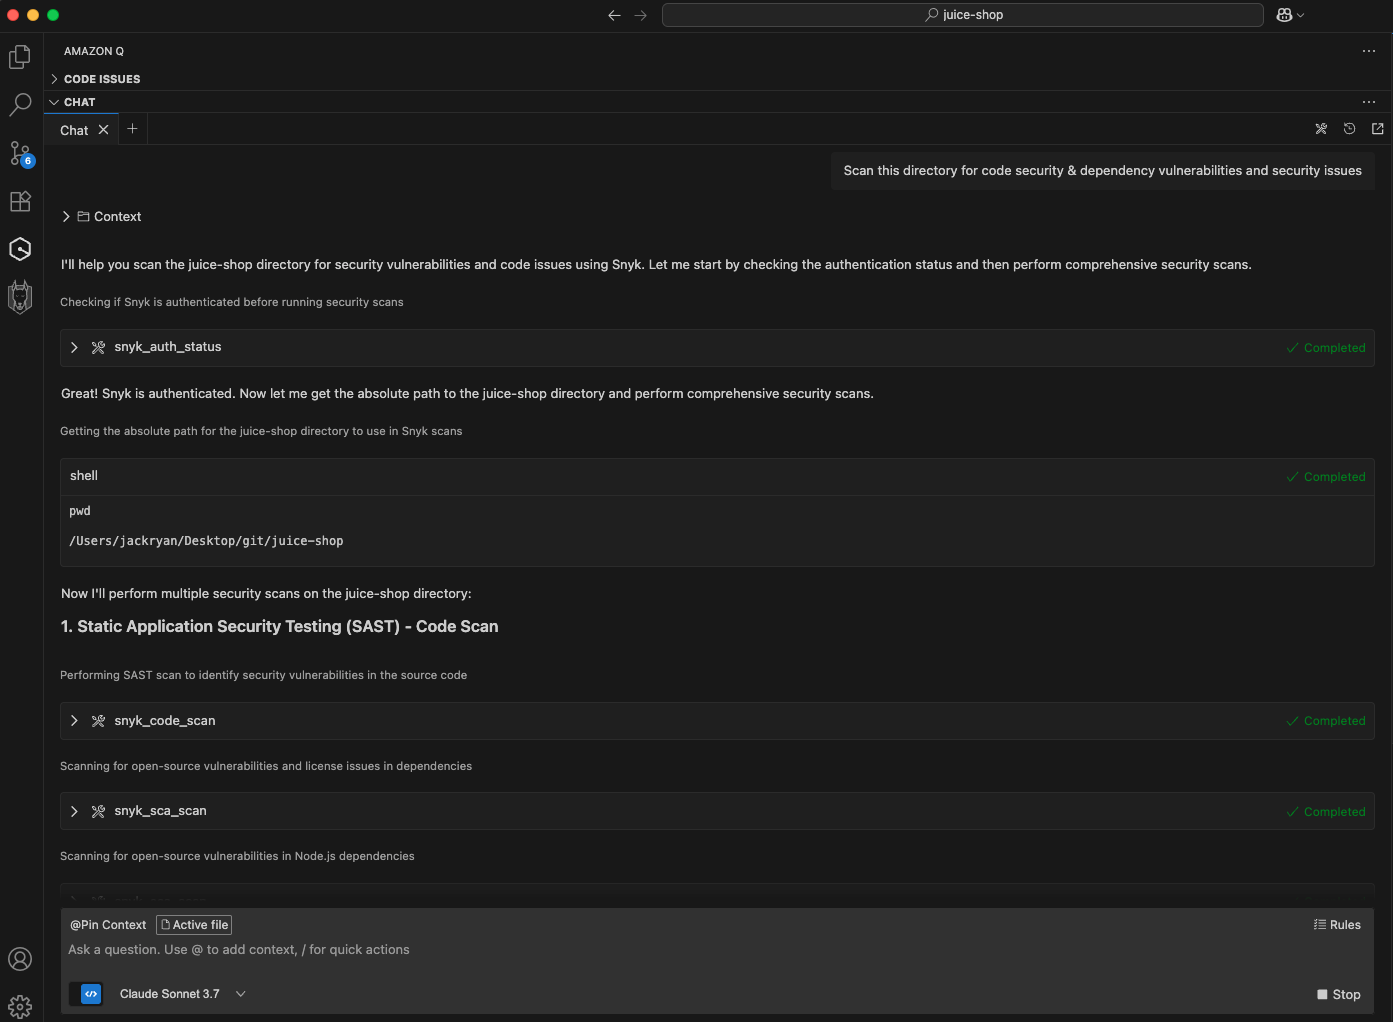 juice-shop
AMAZON Q
CODE ISSUES
CHAT
Chat
Scan this directory for code security & dependency vulnerabilities and security issues
6
Context
I'll help you scan the juice-shop directory for security vulnerabilities and code issues using Snyk. Let me start by checking the authentication status and then perform comprehensive security scans.
Checking if Snyk is authenticated before running security scans
snyk_auth_status Completed
Great! Snyk is authenticated. Now let me get the absolute path to the juice-shop directory and perform comprehensive security scans.
Getting the absolute path for the juice-shop directory to use in Snyk scans
shell Completed
pwd
/Users/jackryan/Desktop/git/juice-shop
Now I'll perform multiple security scans on the juice-shop directory:
1. Static Application Security Testing (SAST) - Code Scan
Performing SAST scan to identify security vulnerabilities in the source code
snyk_code_scan Completed
Scanning for open-source vulnerabilities and license issues in dependencies
snyk_sca_scan Completed
Scanning for open-source vulnerabilities in Node.js dependencies
@Pin Context Active file Rules
Ask a question. Use @ to add context, / for quick actions
Claude Sonnet 3.7 Stop